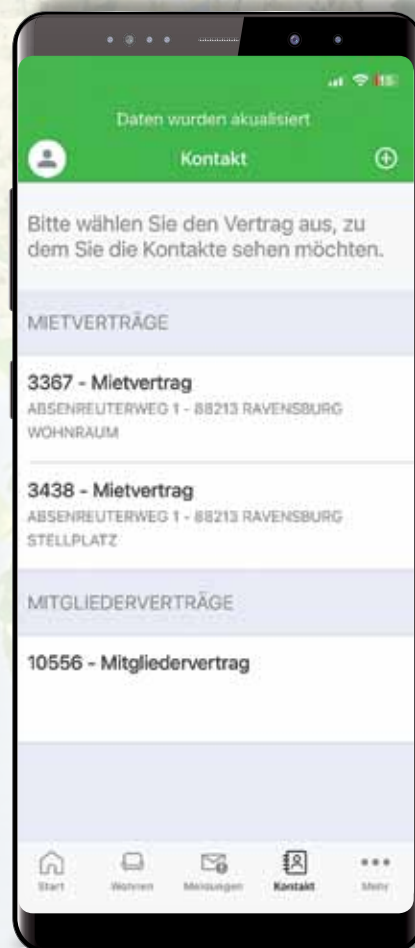 Daten wurden akualisiert
Kontakt
Bitte wählen Sie den Vertrag aus, zu
dem Sie die Kontakte sehen möchten.
MIETVERTRÄGE
3367 - Mietvertrag
ABSENREUTERWEG 1 - 88213 RAVENSBURG
WOHNRAUM
3438 - Mietvertrag
ABSENREUTERWEG 1 - 88213 RAVENSBURG
STELLPLATZ
MITGLIEDERVERTRÄGE
10556 - Mitgliedervertrag
Start Wohnen Meldungen Kontakt Mehr